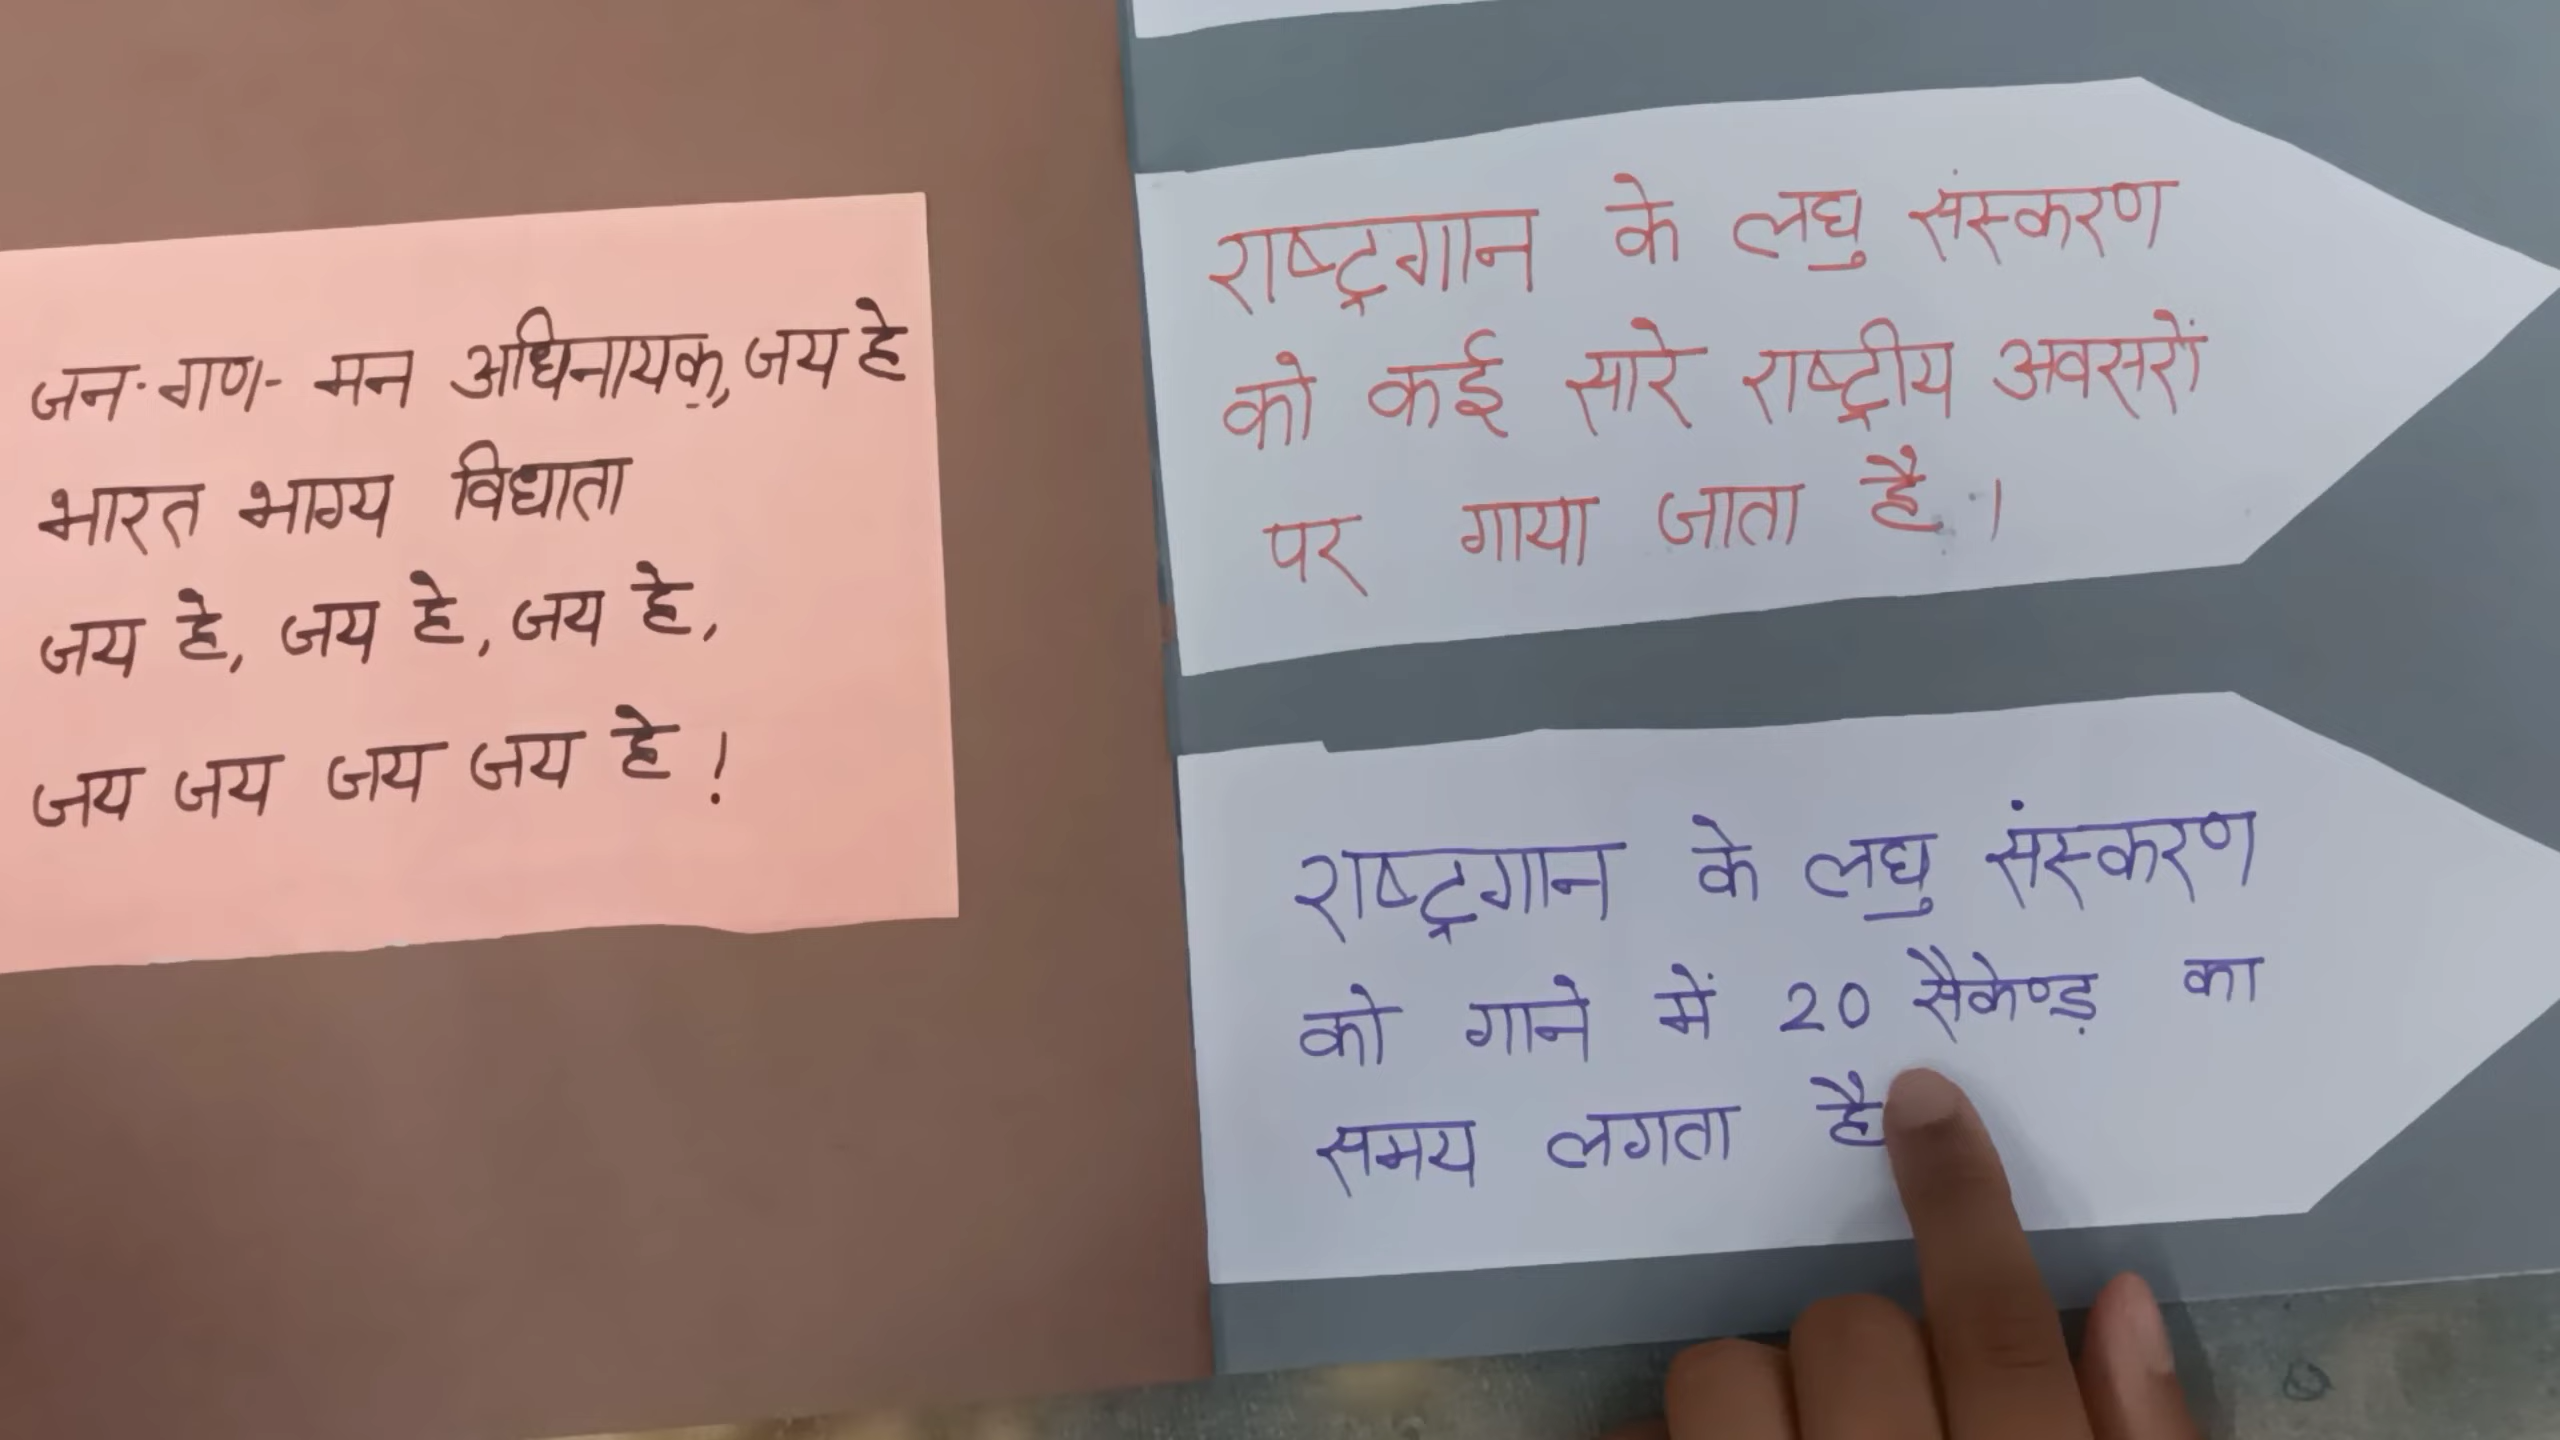 जन-गण- मन अधिनायक, जय हे
भारत भाग्य विधाता
जय हे, जय हे, जय हे,
जय जय जय जय हे !
राष्ट्रगान के लघु संस्करण
को कई सारे राष्ट्रीय अवसरों
पर गाया जाता है ।
राष्ट्रगान के लघु संस्करण
को गाने में 20 सैकेण्ड़ का
समय लगता है